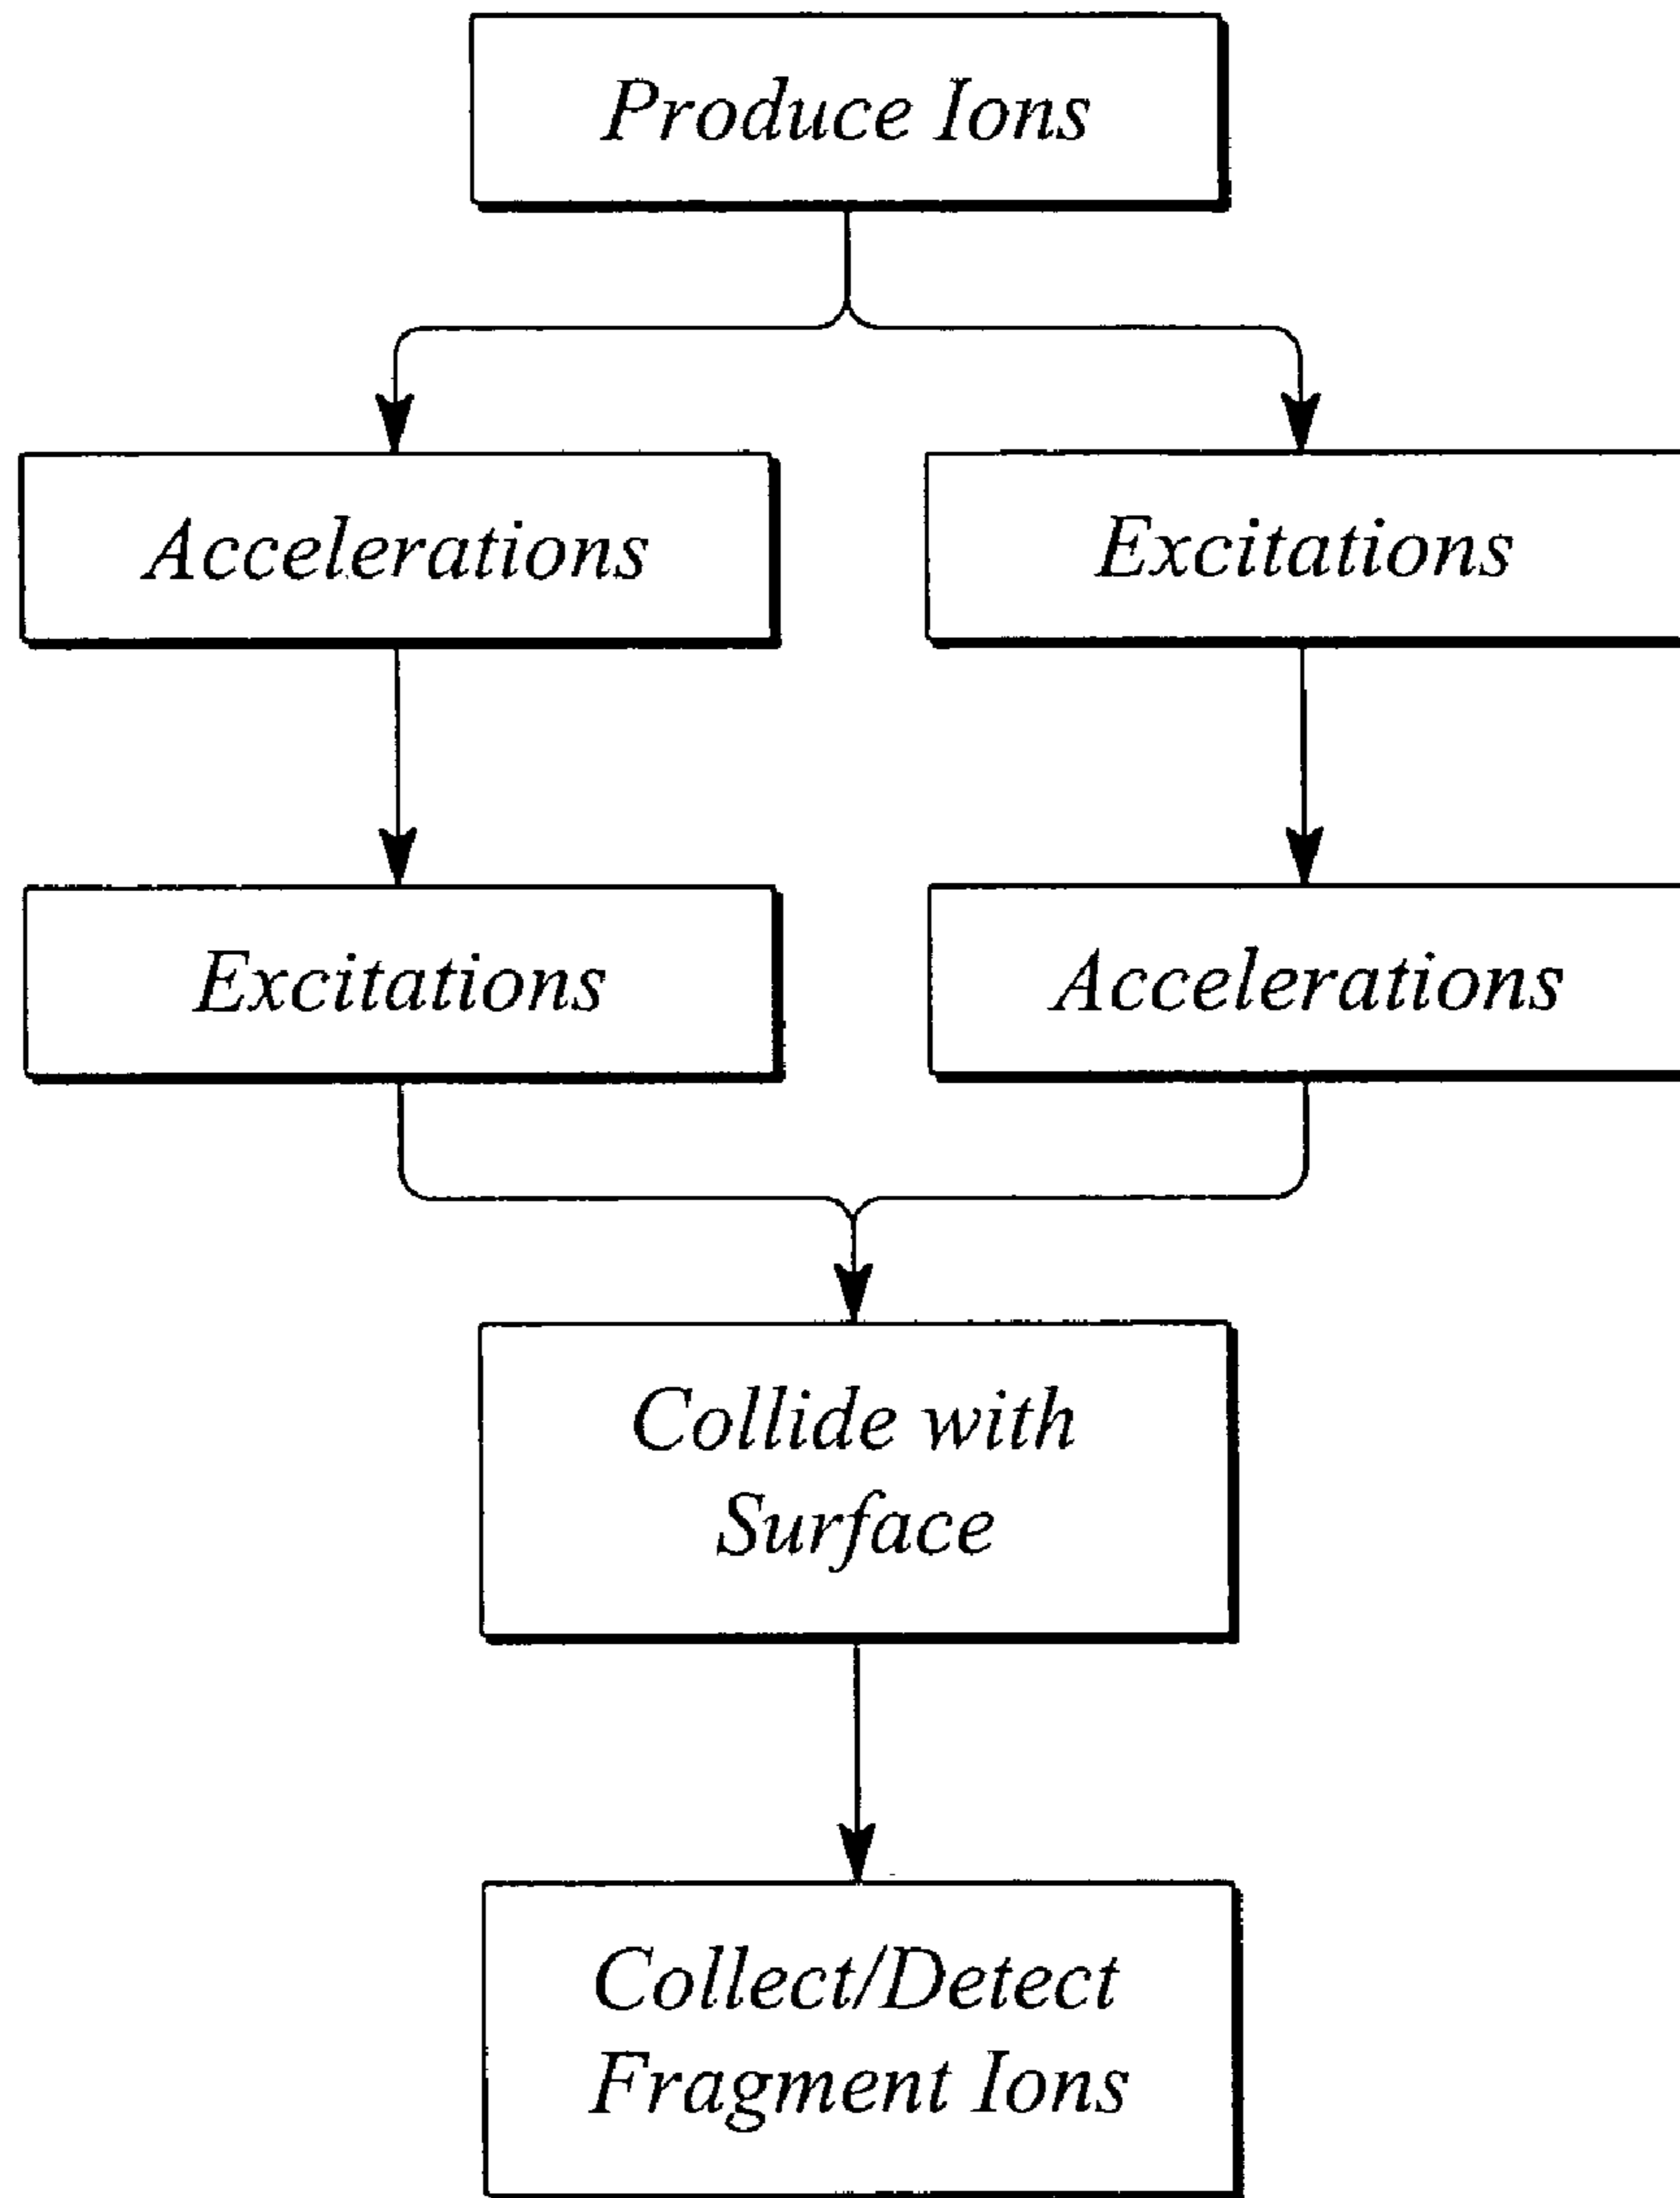 Produce Ions
Accelerations
Excitations
Excitations
Accelerations
Collide with
Surface
Collect/Detect
Fragment Ions